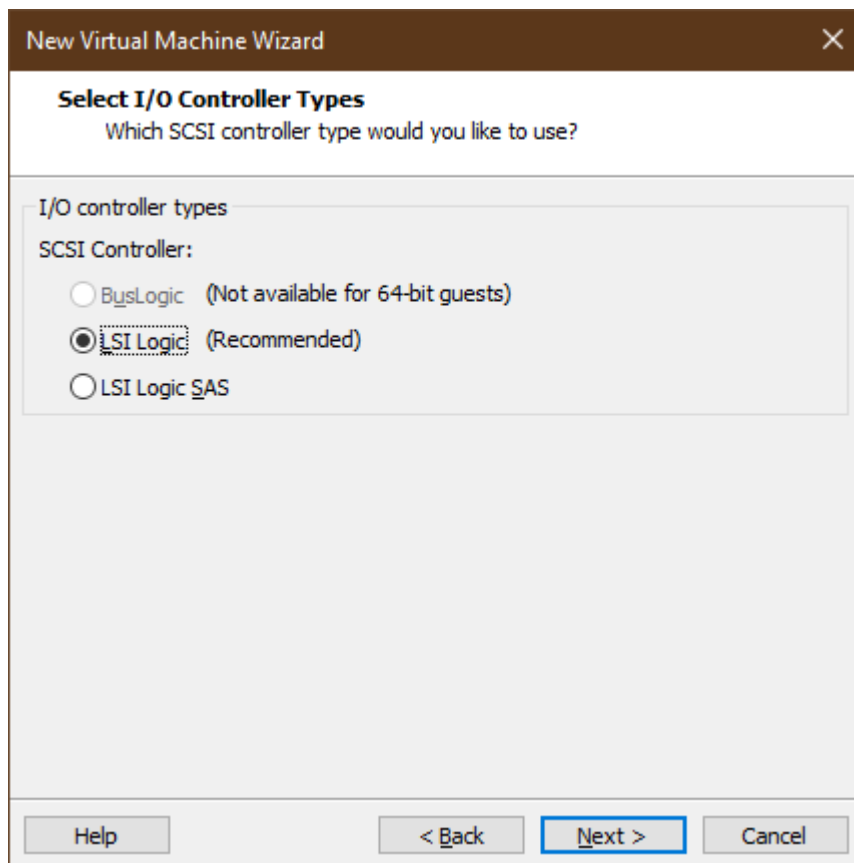 New Virtual Machine Wizard
Select I/O Controller Types
Which SCSI controller type would you like to use?
I/O controller types
SCSI Controller:
BusLogic (Not available for 64-bit guests)
LSI Logic (Recommended)
LSI Logic SAS
Help < Back Next > Cancel